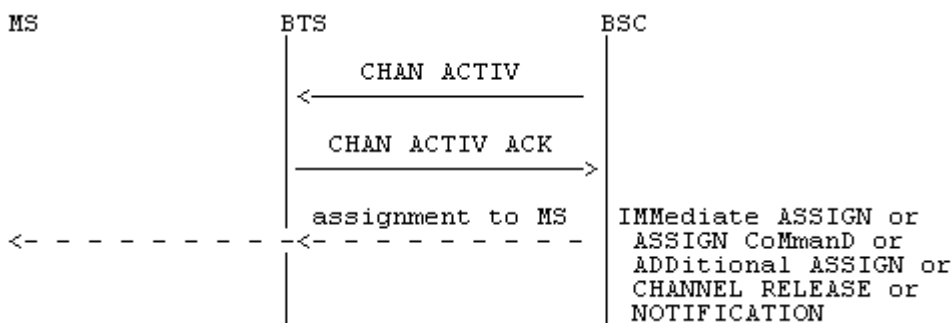 MS BTS BSC
CHAN ACTIV
CHAN ACTIV ACK
assignment to MS IMMediate ASSIGN or
ASSIGN CoMmanD or
ADDitional ASSIGN or
CHANNEL RELEASE or
NOTIFICATION